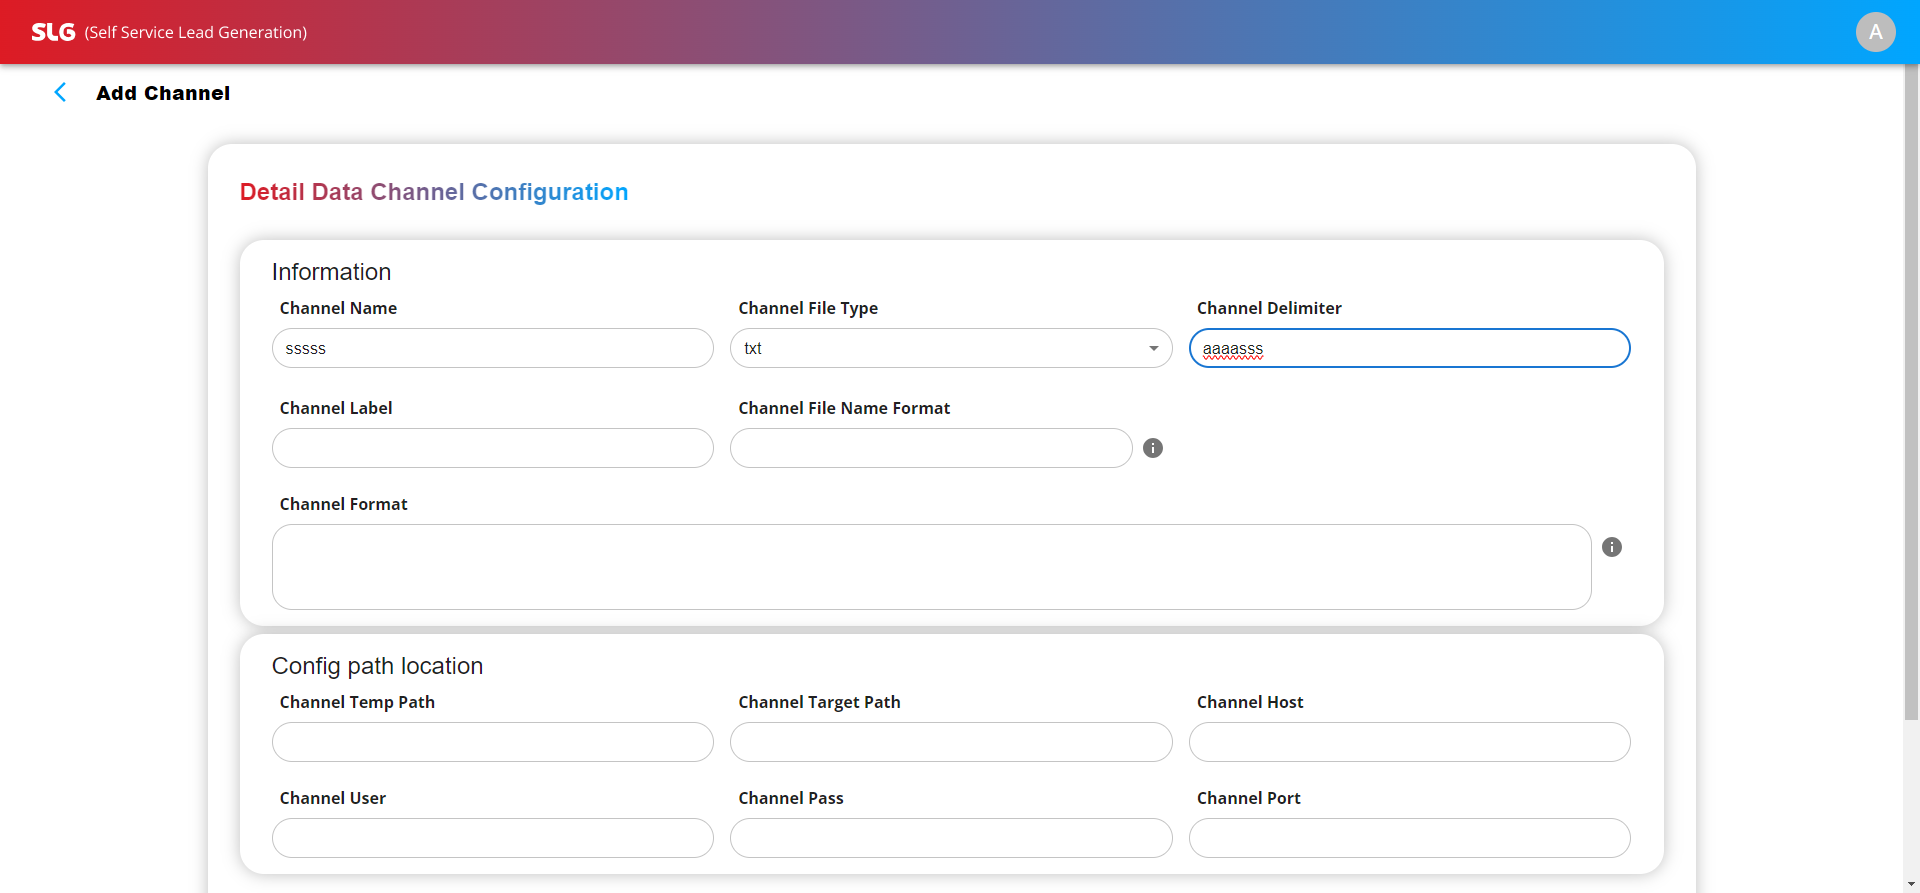 SLG (Self Service Lead Generation)
A
Add Channel
Detail Data Channel Configuration
Information
Channel Name
Channel File Type
Channel Delimiter
sssss
txt
aaaasss
Channel Label
Channel File Name Format
Channel Format
Config path location
Channel Temp Path
Channel Target Path
Channel Host
Channel User
Channel Pass
Channel Port